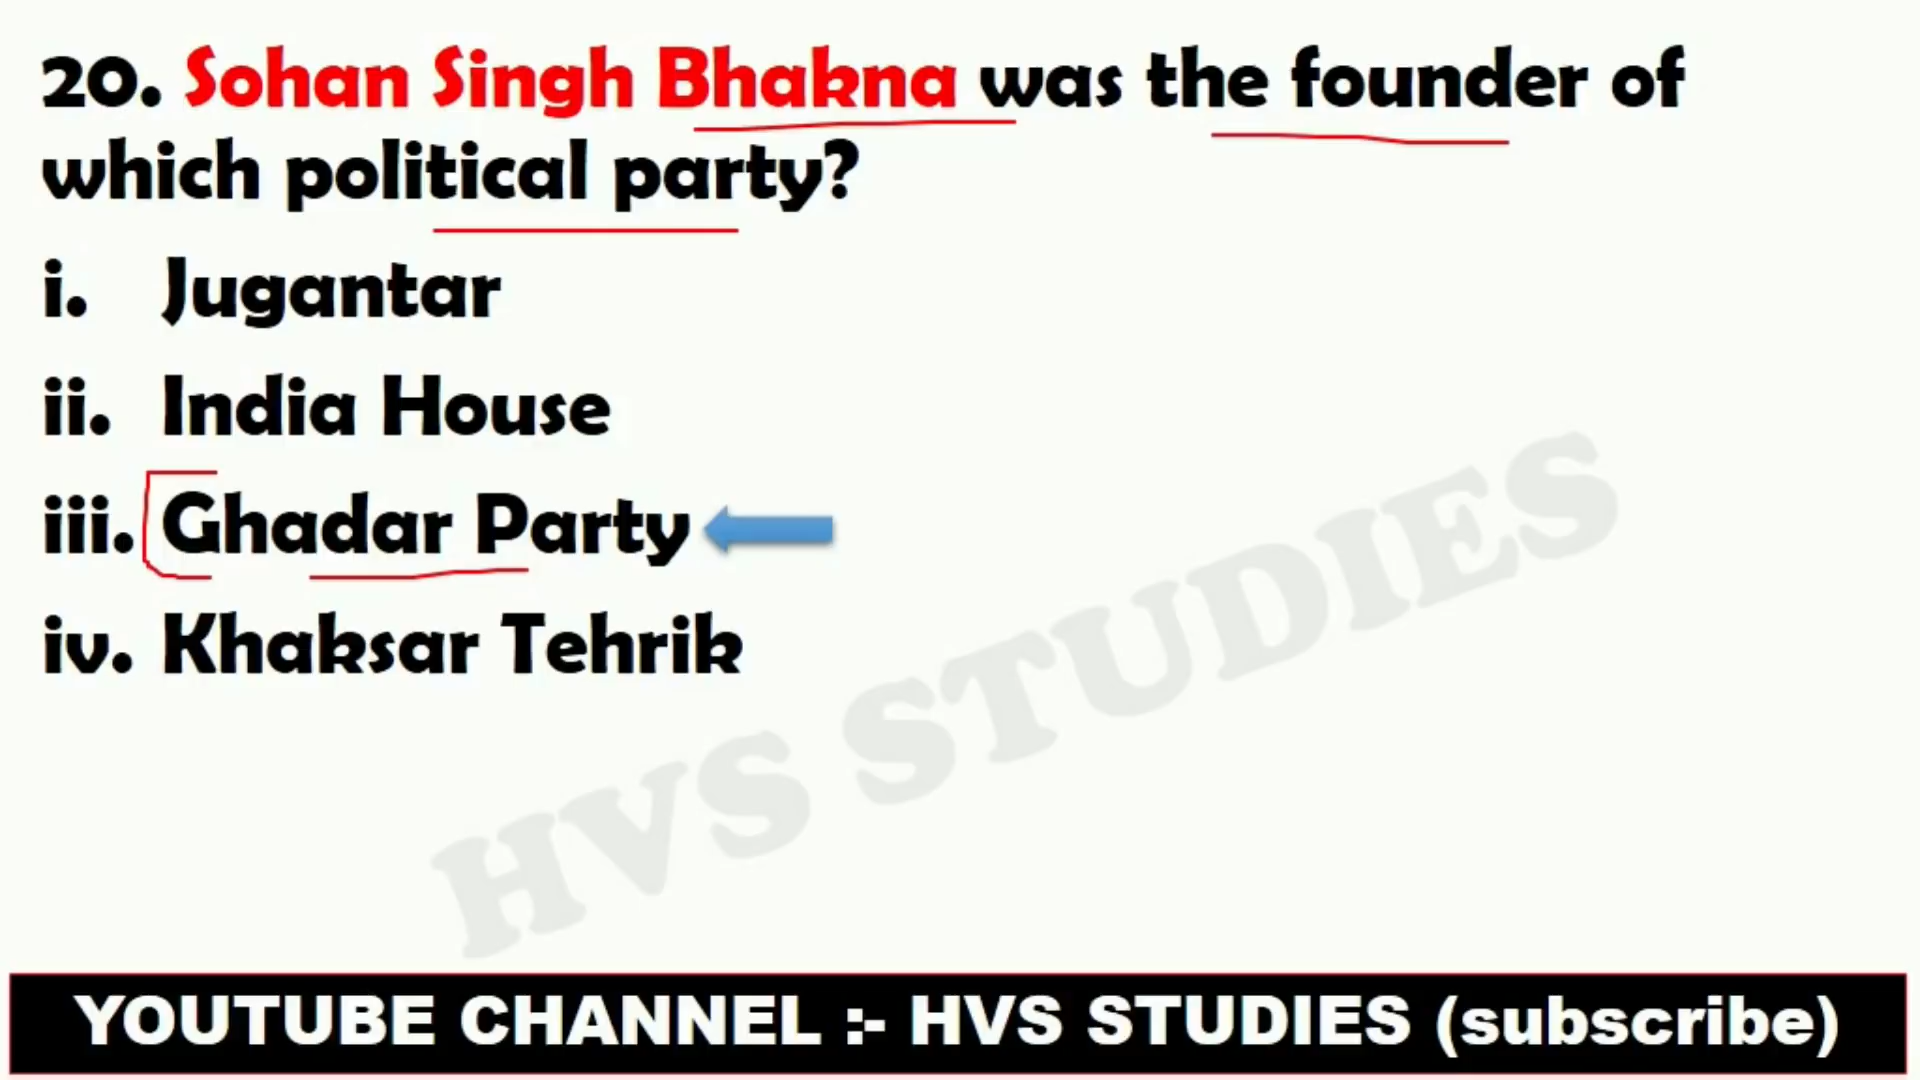 20. Sohan Singh Bhakna was the founder of
which political party?
i. Jugantar
ii. India House
iii. Ghadar Party
iv. Khaksar Tehrik
HVS STUDIES
YOUTUBE CHANNEL :- HVS STUDIES (subscribe)